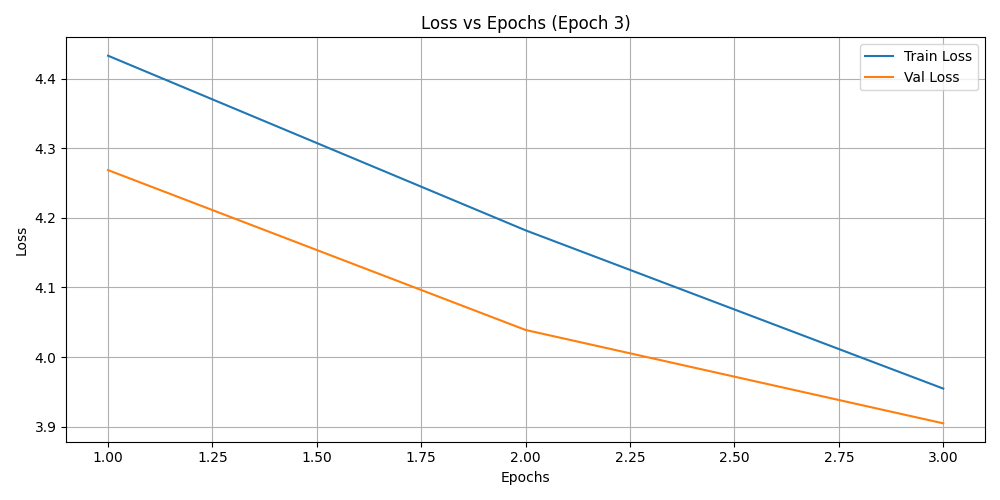 Loss vs Epochs (Epoch 3)
Train Loss
Val Loss
Loss
4.4
4.3
4.2
4.1
4.0
3.9
1.00 1.25 1.50 1.75 2.00 2.25 2.50 2.75 3.00
Epochs